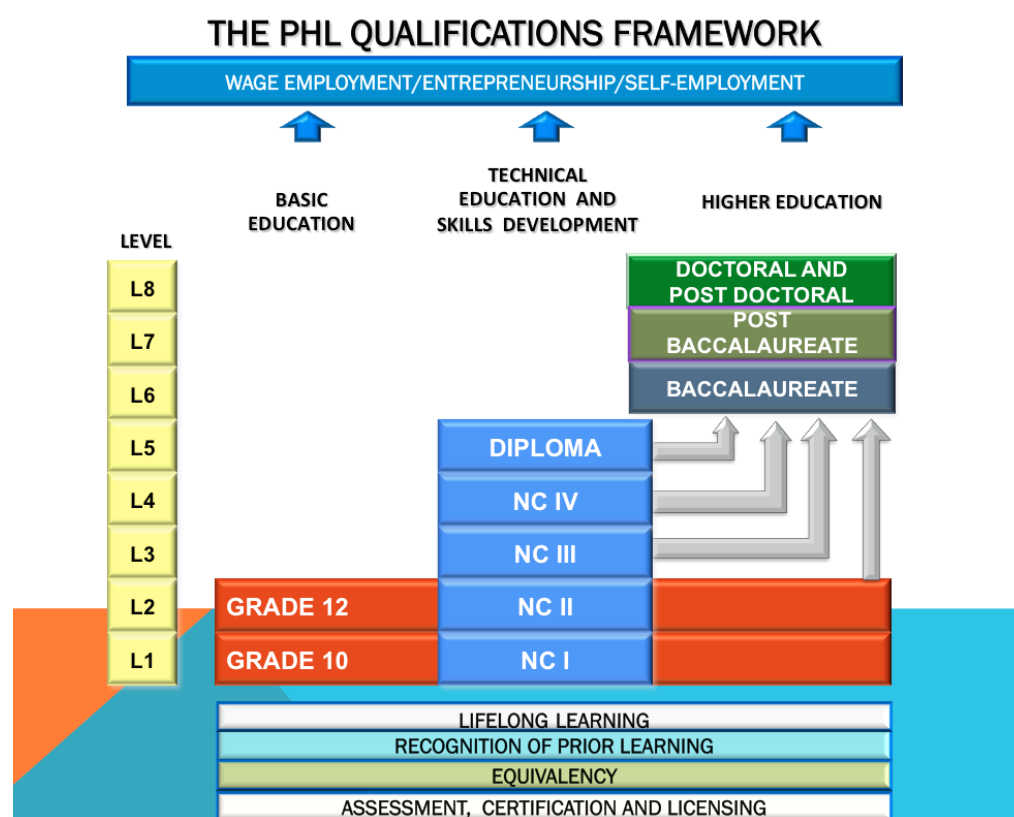 THE PHL QUALIFICATIONS FRAMEWORK
WAGE EMPLOYMENT/ENTREPRENEURSHIP/SELF-EMPLOYMENT
BASIC
EDUCATION
TECHNICAL
EDUCATION AND
SKILLS DEVELOPMENT
HIGHER EDUCATION
LEVEL
L8
DOCTORAL AND
POST DOCTORAL
L7
POST
BACCALAUREATE
L6
BACCALAUREATE
L5
DIPLOMA
L4
NC IV
L3
NC III
L2
GRADE 12
NC II
L1
GRADE 10
NC I
LIFELONG LEARNING
RECOGNITION OF PRIOR LEARNING
EQUIVALENCY
ASSESSMENT, CERTIFICATION AND LICENSING